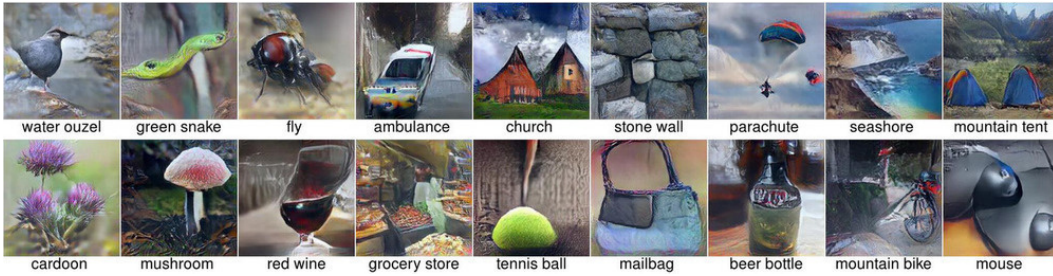 water ouzel green snake fly ambulance church stone wall parachute seashore mountain tent
cardoon mushroom red wine grocery store tennis ball mailbag beer bottle mountain bike mouse